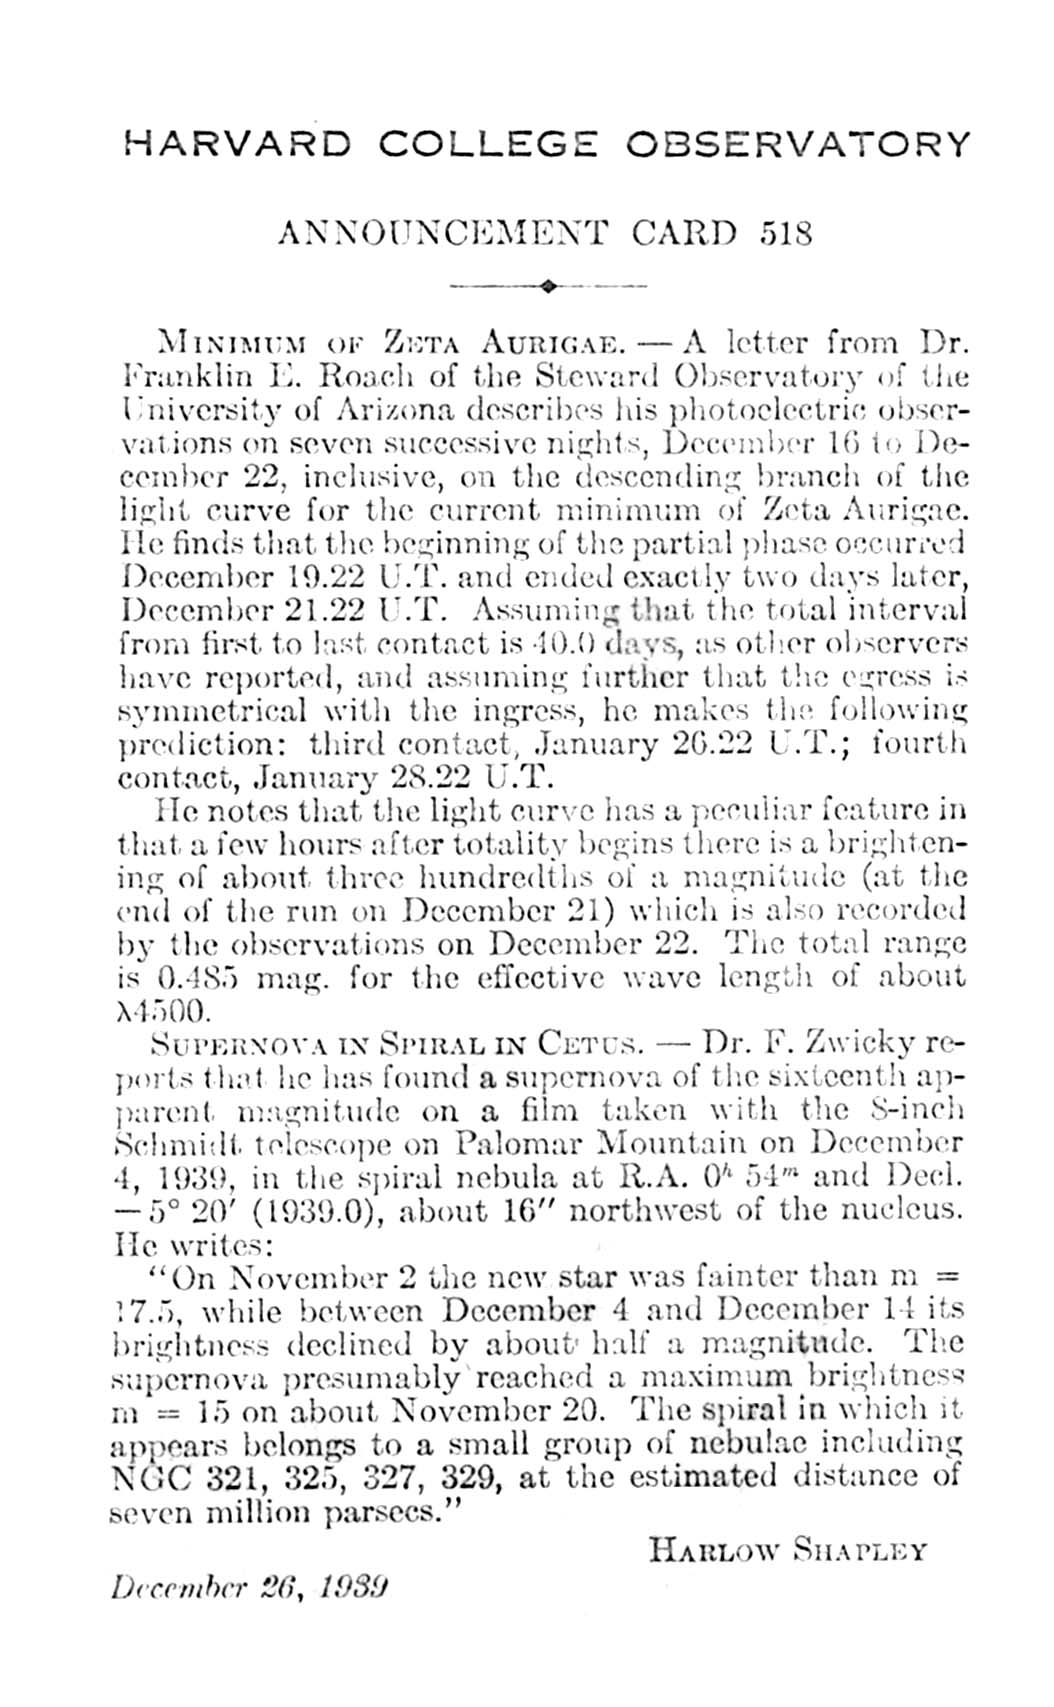 HARVARD COLLEGE OBSERVATORY
ANNOUNCEMENT CARD 518
MINIMUM OF ZETA AURIGAE. — A letter from Dr.
Franklin E. Roach of the Steward Observatory of the
University of Arizona describes his photoelectric obser-
vations on seven successive nights, December 16 to De-
cember 22, inclusive, on the descending branch of the
light curve for the current minimum of Zeta Aurigae.
He finds that the beginning of the partial phase occurred
December 19.22 U.T. and ended exactly two days later,
December 21.22 U.T. Assuming that the total interval
from first to last contact is 40.0 days, as other observers
have reported, and assuming further that the egress is
symmetrical with the ingress, he makes the following
prediction: third contact, January 26.22 U.T.; fourth
contact, January 28.22 U.T.
He notes that the light curve has a peculiar feature in
that a few hours after totality begins there is a brighten-
ing of about three hundredths of a magnitude (at the
end of the run on December 21) which is also recorded
by the observations on December 22. The total range
is 0.485 mag. for the effective wave length of about
λ4500.
SUPERNOVA IN SPIRAL IN CETUS. — Dr. F. Zwicky re-
ports that he has found a supernova of the sixteenth ap-
parent magnitude on a film taken with the 8-inch
Schmidt telescope on Palomar Mountain on December
4, 1939, in the spiral nebula at R.A. 0ʰ 54ᵐ and Decl.
—5° 20′ (1939.0), about 16″ northwest of the nucleus.
He writes:
"On November 2 the new star was fainter than m =
17.5, while between December 4 and December 14 its
brightness declined by about half a magnitude. The
supernova presumably reached a maximum brightness
m = 15 on about November 20. The spiral in which it
appears belongs to a small group of nebulae including
NGC 321, 325, 327, 329, at the estimated distance of
seven million parsecs."
HARLOW SHAPLEY
December 26, 1939